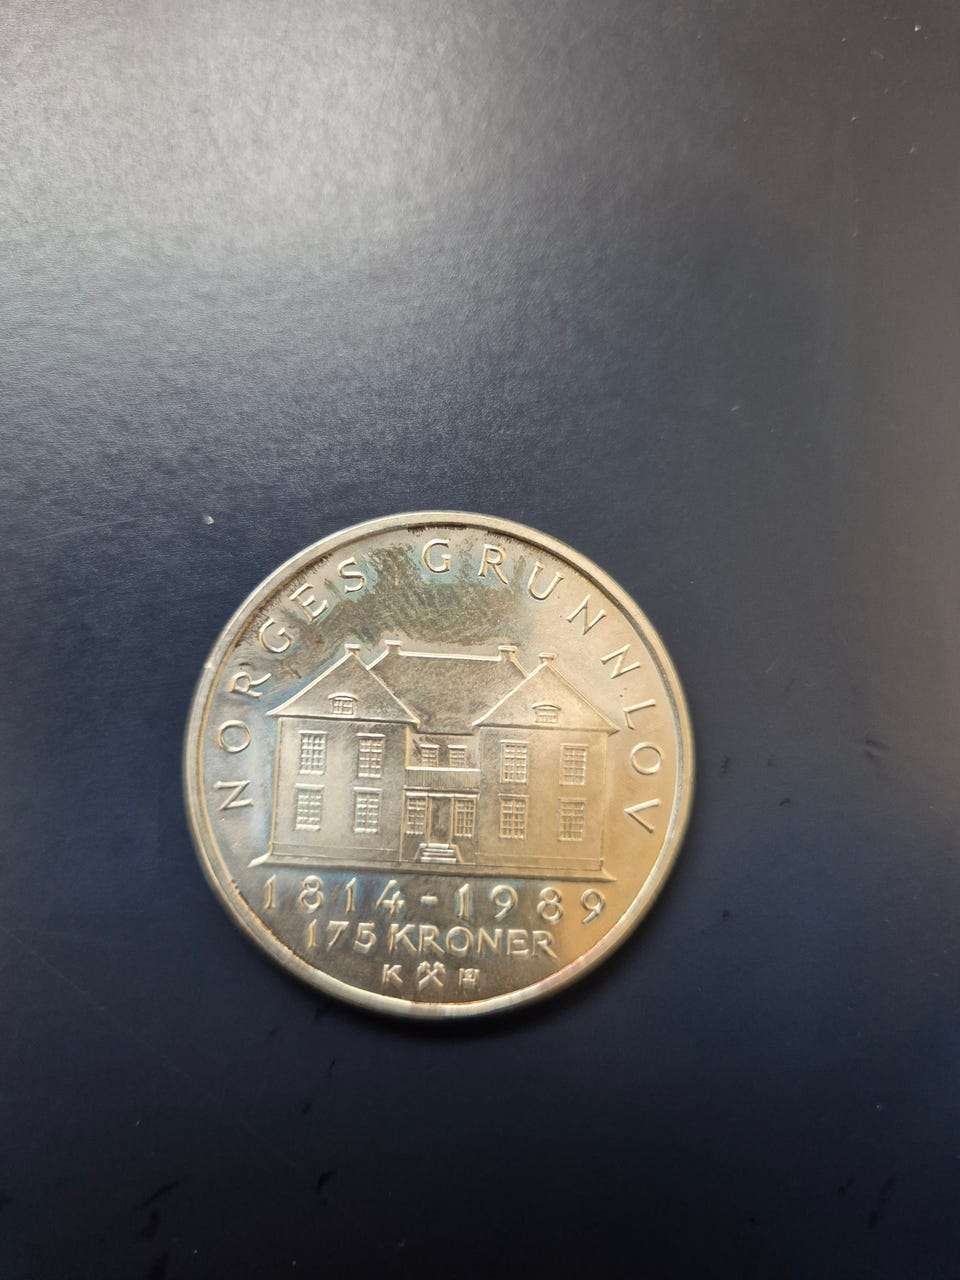 NORGES GRUNNLOV
1814-1989
175 KRONER
K H